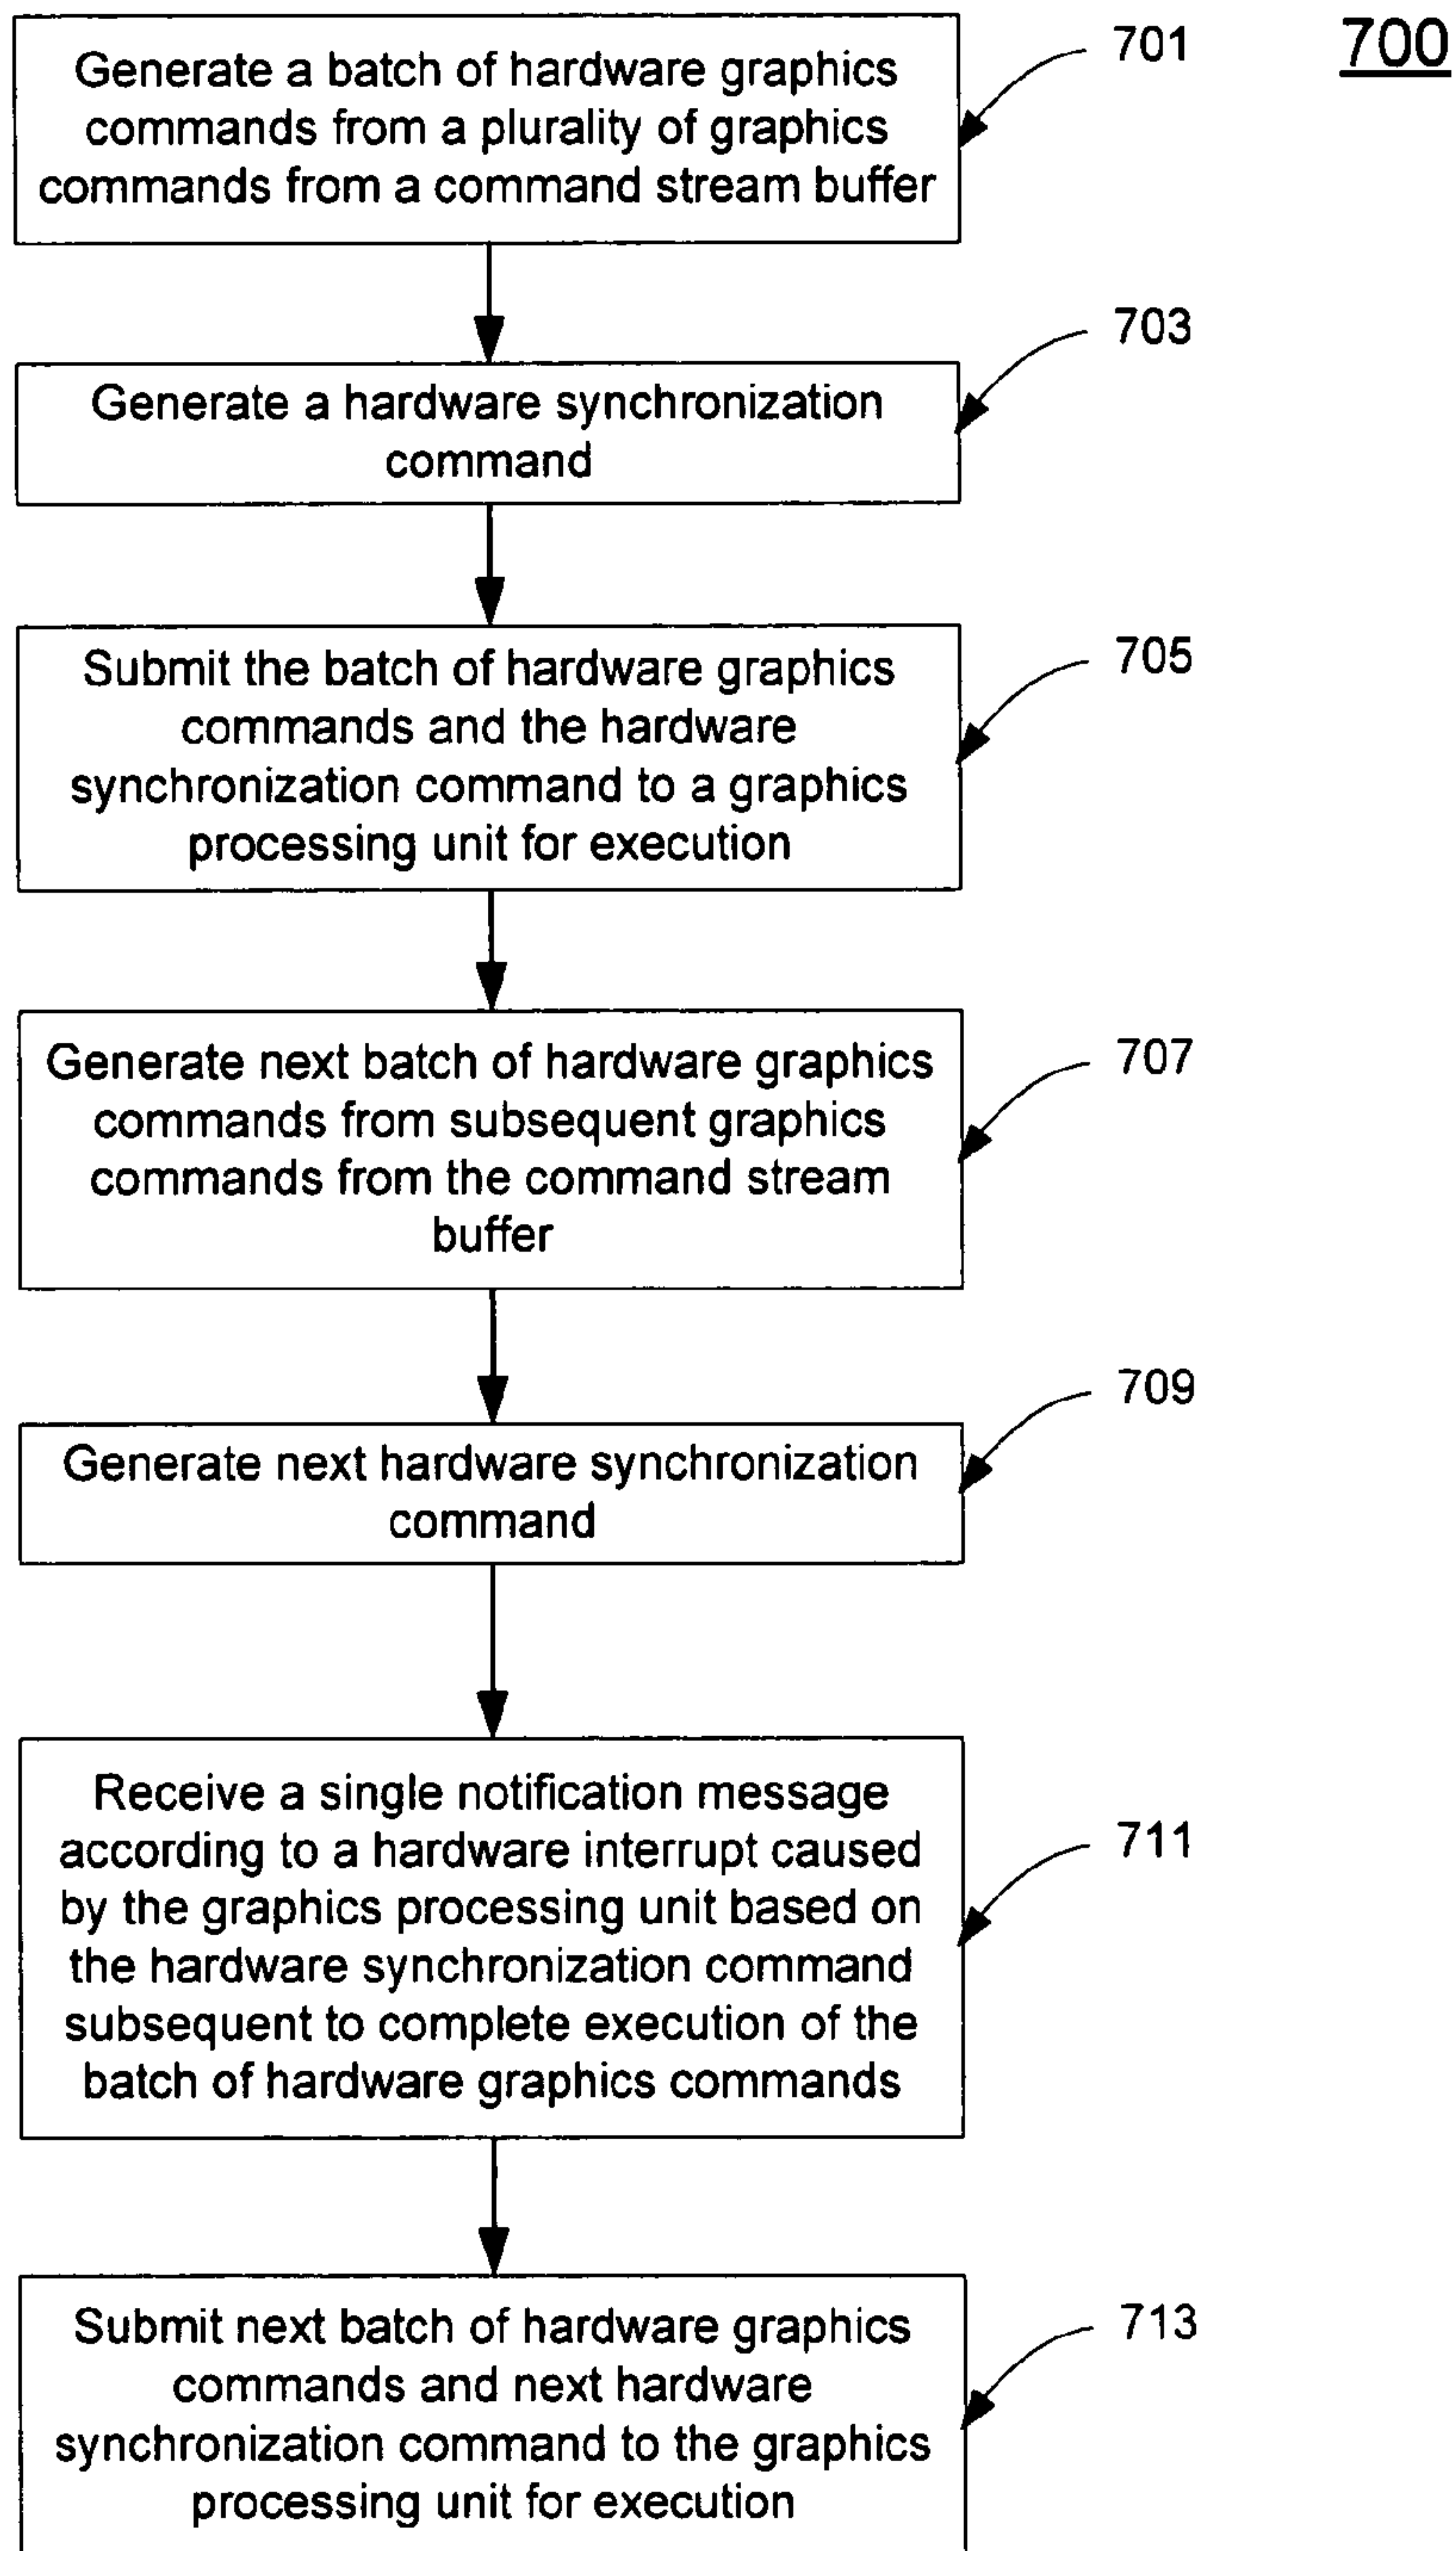 700
Generate a batch of hardware graphics
commands from a plurality of graphics
commands from a command stream buffer
701
Generate a hardware synchronization
command
703
Submit the batch of hardware graphics
commands and the hardware
synchronization command to a graphics
processing unit for execution
705
Generate next batch of hardware graphics
commands from subsequent graphics
commands from the command stream
buffer
707
Generate next hardware synchronization
command
709
Receive a single notification message
according to a hardware interrupt caused
by the graphics processing unit based on
the hardware synchronization command
subsequent to complete execution of the
batch of hardware graphics commands
711
Submit next batch of hardware graphics
commands and next hardware
synchronization command to the graphics
processing unit for execution
713